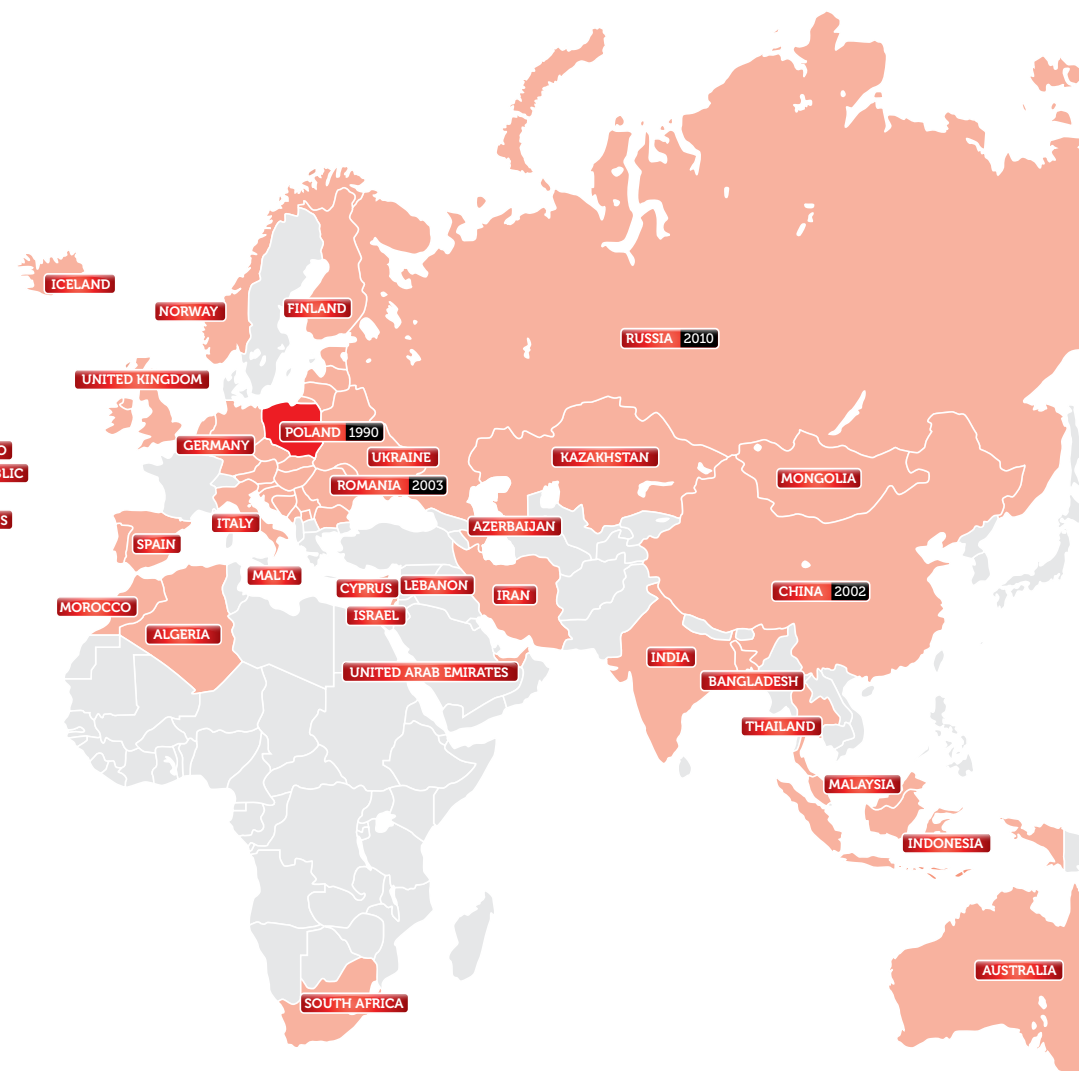 ICELAND
NORWAY
FINLAND
RUSSIA 2010
UNITED KINGDOM
POLAND 1990
GERMANY
UKRAINE
KAZAKHSTAN
O
BLIC
MONGOLIA
ROMANIA 2003
S
ITALY
AZERBAIJAN
SPAIN
MALTA
CYPRUS
LEBANON
IRAN
CHINA 2002
MOROCCO
ISRAEL
ALGERIA
INDIA
UNITED ARAB EMIRATES
BANGLADESH
THAILAND
MALAYSIA
INDONESIA
AUSTRALIA
SOUTH AFRICA